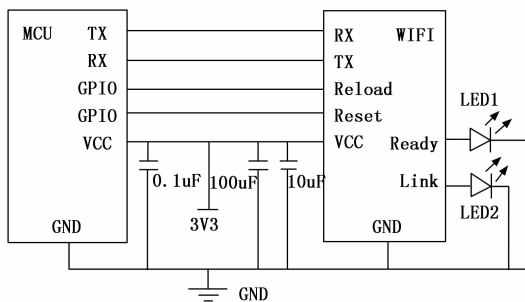 MCU TX RX WIFI
RX TX
GPIO Reload LED1
GPIO Reset
VCC VCC Ready
0.1uF 100uF 10uF Link
LED2
GND 3V3 GND
GND